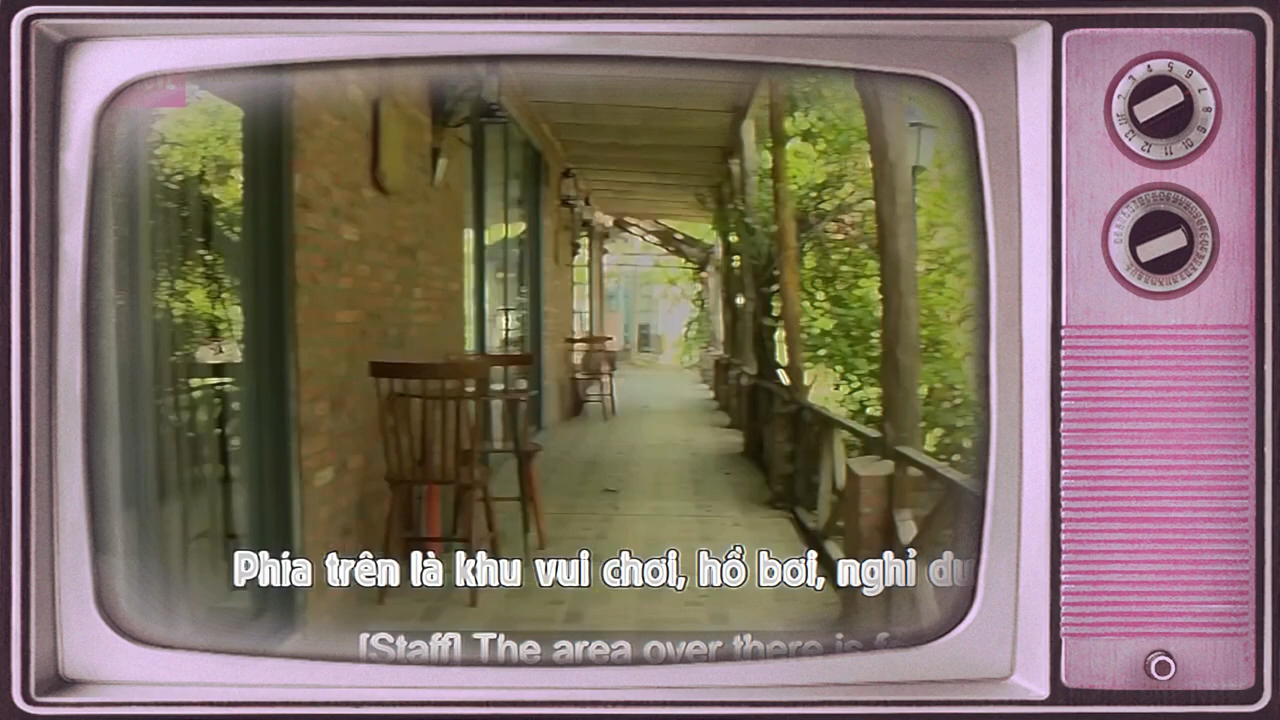 Phía trên là khu vui chơi, hồ bơi, nghỉ
[Staff] The area over there is